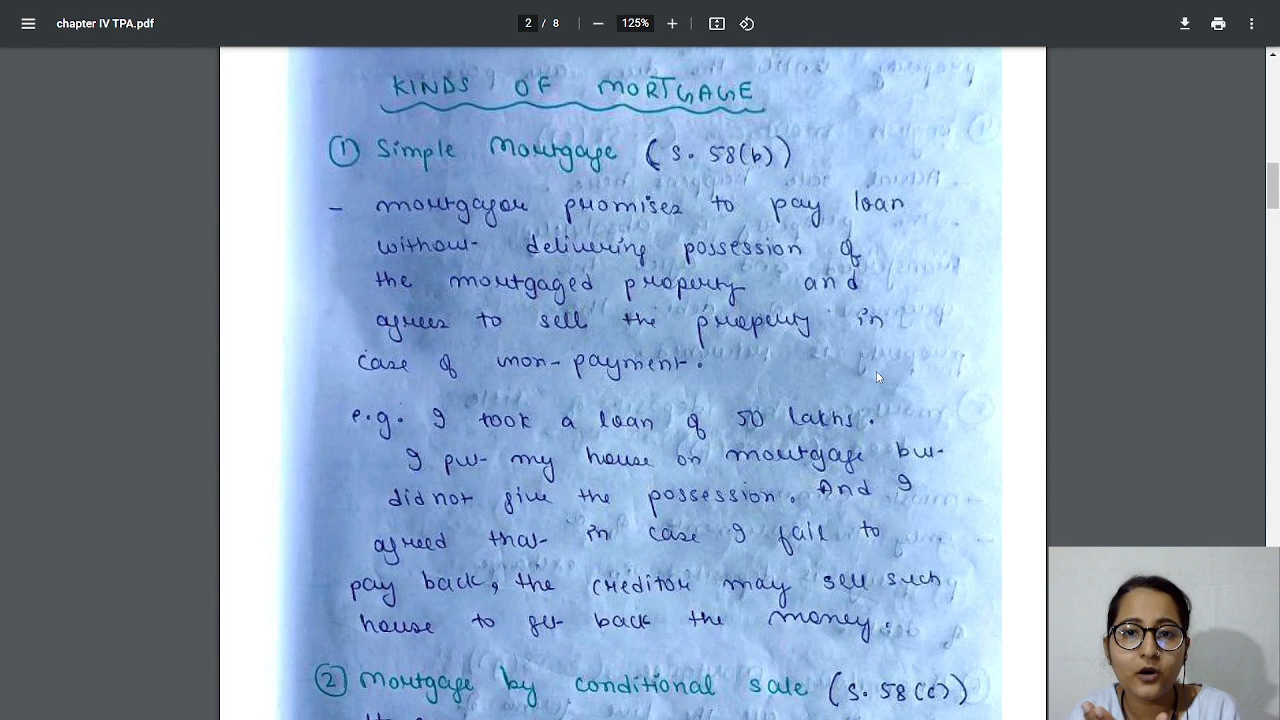 chapter IV TPA.pdf
2 / 8
125%
KINDS OF MORTGAGE
① Simple Mortgage (S. 58(b))
- mortgagor promises to pay loan
without delivering possession of
the mortgaged property and
agrees to sell the property in
case of non-payment.
e.g. I took a loan of 50 lakhs.
I put my house on mortgage but
did not give the possession. And I
agreed that in case I fail to
pay back, the creditor may sell such
house to get back the money.
② Mortgage by conditional sale (S. 58(c))